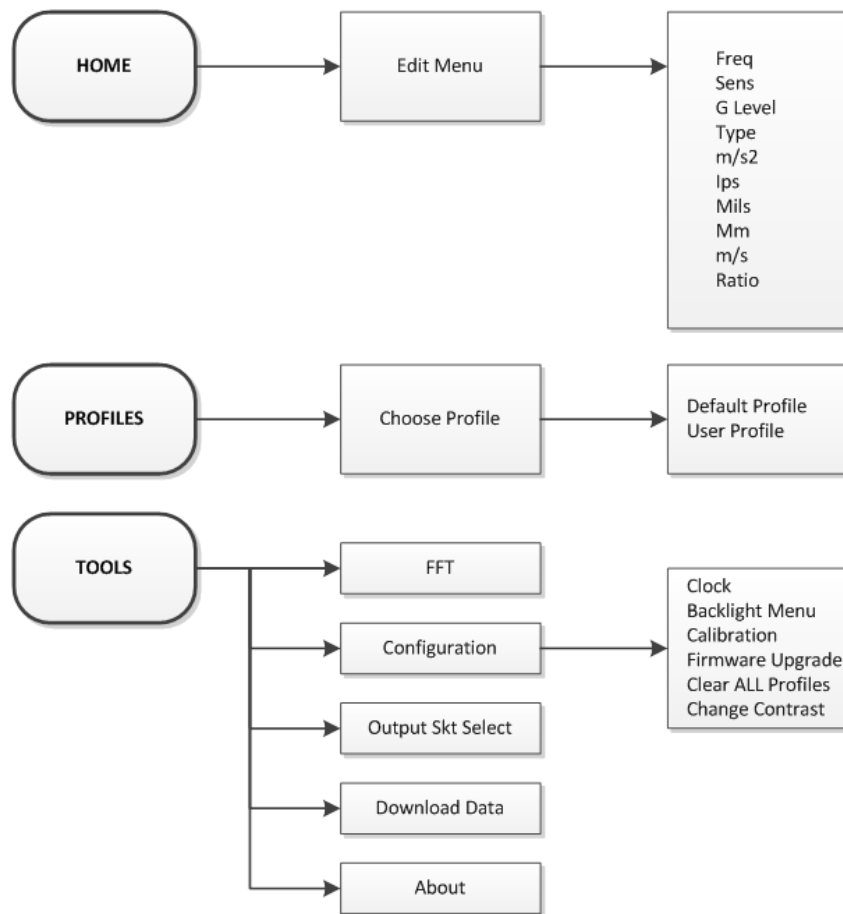 HOME
Edit Menu
Freq
Sens
G Level
Type
m/s2
Ips
Mils
Mm
m/s
Ratio
PROFILES
Choose Profile
Default Profile
User Profile
TOOLS
FFT
Configuration
Clock
Backlight Menu
Calibration
Firmware Upgrade
Clear ALL Profiles
Change Contrast
Output Skt Select
Download Data
About